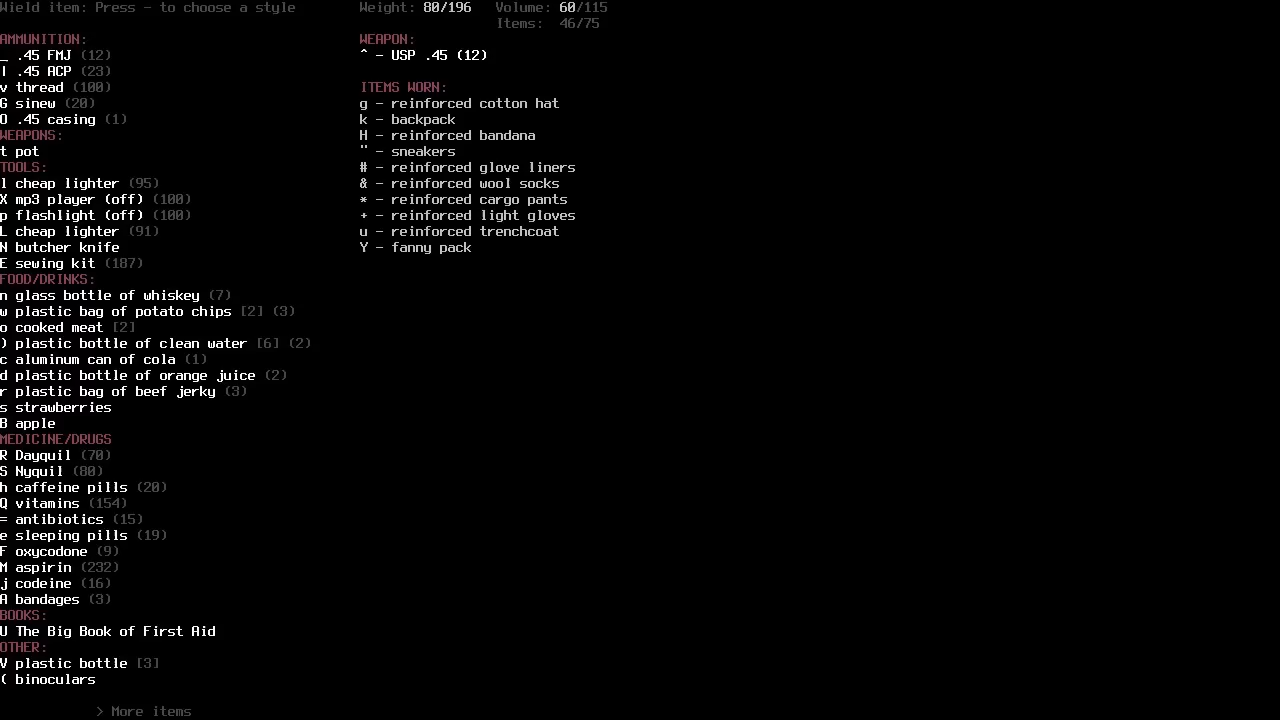 Wield item: Press - to choose a style
Weight: 80/196 Volume: 60/115
Items: 46/75
AMMUNITION:
_ .45 FMJ (12)
I .45 ACP (23)
v thread (100)
G sinew (20)
O .45 casing (1)
WEAPONS:
t pot
TOOLS:
l cheap lighter (95)
X mp3 player (off) (100)
p flashlight (off) (100)
L cheap lighter (91)
N butcher knife
E sewing kit (187)
FOOD/DRINKS:
n glass bottle of whiskey (7)
w plastic bag of potato chips [2] (3)
o cooked meat [2]
) plastic bottle of clean water [6] (2)
c aluminum can of cola (1)
d plastic bottle of orange juice (2)
r plastic bag of beef jerky (3)
s strawberries
B apple
MEDICINE/DRUGS
R Dayquil (70)
S Nyquil (80)
h caffeine pills (20)
Q vitamins (154)
= antibiotics (15)
e sleeping pills (19)
F oxycodone (9)
M aspirin (232)
j codeine (16)
A bandages (3)
BOOKS:
U The Big Book of First Aid
OTHER:
V plastic bottle [3]
( binoculars
> More items
WEAPON:
^ - USP .45 (12)
ITEMS WORN:
g - reinforced cotton hat
k - backpack
H - reinforced bandana
" - sneakers
# - reinforced glove liners
& - reinforced wool socks
* - reinforced cargo pants
+ - reinforced light gloves
u - reinforced trenchcoat
Y - fanny pack